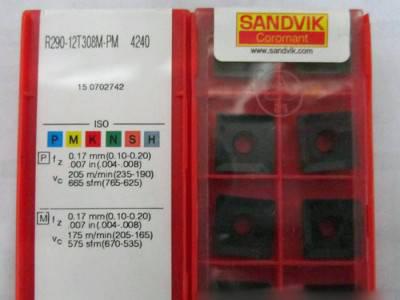 R290-12T308M-PM 4240
15 0702742
ISO
P M K N S H
P fz 0.17 mm(0.10-0.20)
.007 in(.004-.008)
vc 205 m/min(235-190)
665 sfm(765-625)
M fz 0.17 mm(0.10-0.20)
.007 in(.004-.008)
vc 175 m/min(205-165)
575 sfm(670-535)
SANDVIK
Coromant
www.sandvik.com